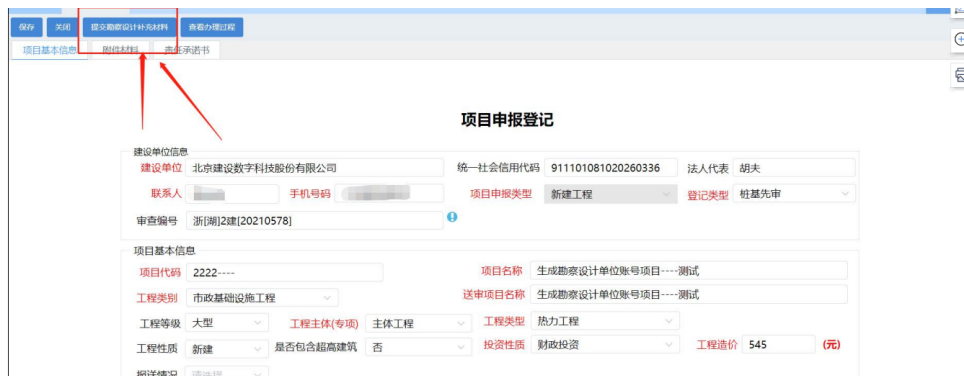 保存 关闭 提交勘察设计补充材料 查看办理过程
项目基本信息 附件材料 责任承诺书
项目申报登记
建设单位信息
建设单位 北京建设数字科技股份有限公司 统一社会信用代码 911101081020260336 法人代表 胡夫
联系人 手机号码 项目申报类型 新建工程 登记类型 桩基先审
审查编号 浙[湖]2建[20210578]
项目基本信息
项目代码 2222---- 项目名称 生成勘察设计单位账号项目----测试
工程类别 市政基础设施工程 送审项目名称 生成勘察设计单位账号项目----测试
工程等级 大型 工程主体(专项) 主体工程 工程类型 热力工程
工程性质 新建 是否包含超高建筑 否 投资性质 财政投资 工程造价 545 (元)
报送情况 请选择